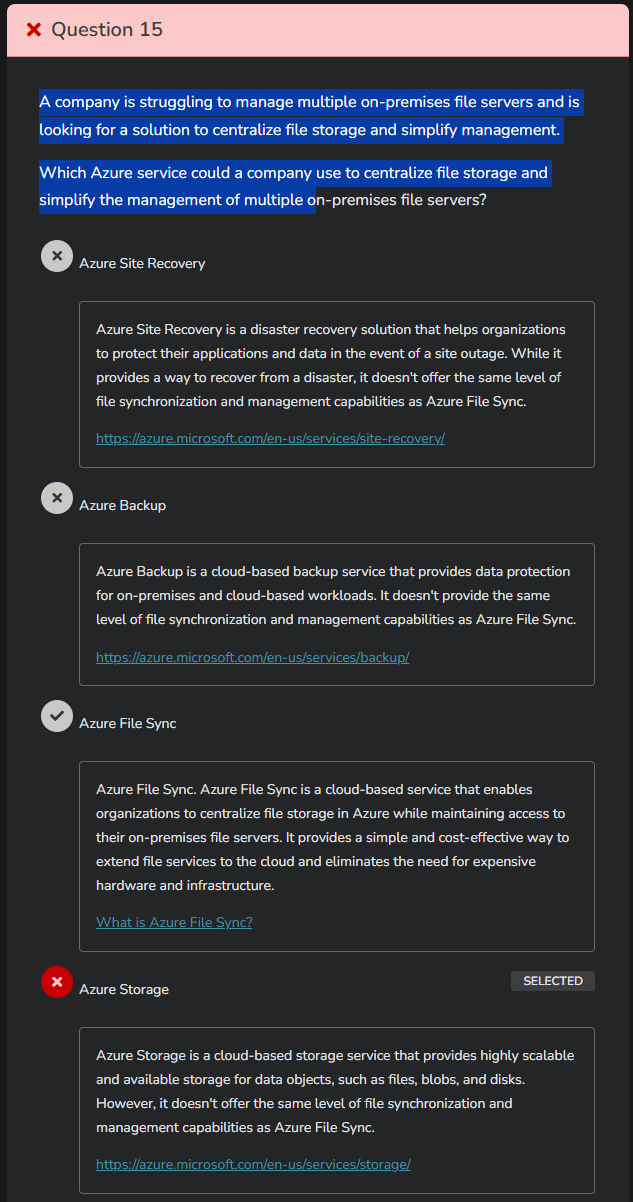 Question 15
A company is struggling to manage multiple on-premises file servers and is
looking for a solution to centralize file storage and simplify management.
Which Azure service could a company use to centralize file storage and
simplify the management of multiple on-premises file servers?
Azure Site Recovery
Azure Site Recovery is a disaster recovery solution that helps organizations
to protect their applications and data in the event of a site outage. While it
provides a way to recover from a disaster, it doesn't offer the same level of
file synchronization and management capabilities as Azure File Sync.
https://azure.microsoft.com/en-us/services/site-recovery/
Azure Backup
Azure Backup is a cloud-based backup service that provides data protection
for on-premises and cloud-based workloads. It doesn't provide the same
level of file synchronization and management capabilities as Azure File Sync.
https://azure.microsoft.com/en-us/services/backup/
Azure File Sync
Azure File Sync. Azure File Sync is a cloud-based service that enables
organizations to centralize file storage in Azure while maintaining access to
their on-premises file servers. It provides a simple and cost-effective way to
extend file services to the cloud and eliminates the need for expensive
hardware and infrastructure.
What is Azure File Sync?
Azure Storage
SELECTED
Azure Storage is a cloud-based storage service that provides highly scalable
and available storage for data objects, such as files, blobs, and disks.
However, it doesn't offer the same level of file synchronization and
management capabilities as Azure File Sync.
https://azure.microsoft.com/en-us/services/storage/